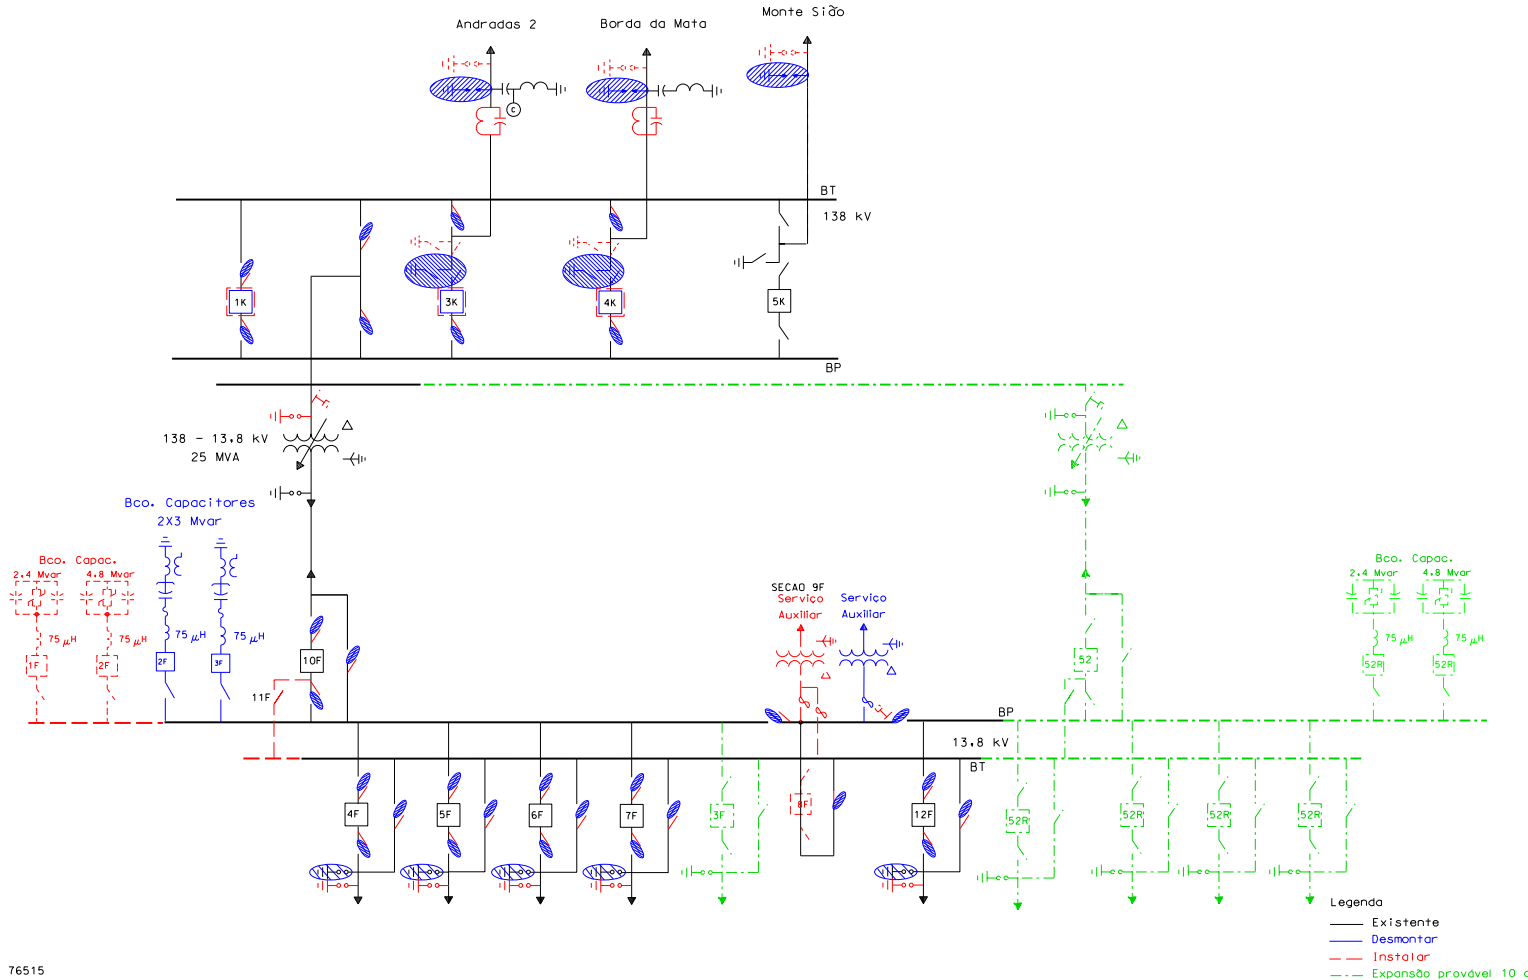 Andradas 2
Borda da Mata
Monte Sião
C
BT
138 kV
1K
3K
4K
5K
BP
138 - 13.8 kV
25 MVA
Bco. Capacitores
2X3 Mvar
Bco. Capac.
2.4 Mvar
4.8 Mvar
75 μH
75 μH
75 μH
75 μH
1F
2F
2F
3F
10F
11F
SECAO 9F
Serviço
Auxiliar
Serviço
Auxiliar
52
Bco. Capac.
2.4 Mvar
4.8 Mvar
75 μH
75 μH
52R
52R
BP
13.8 kV
BT
4F
5F
6F
7F
3F
8F
12F
52R
52R
52R
52R
Legenda
Existente
Desmontar
Instalar
Expansão provável 10
76515